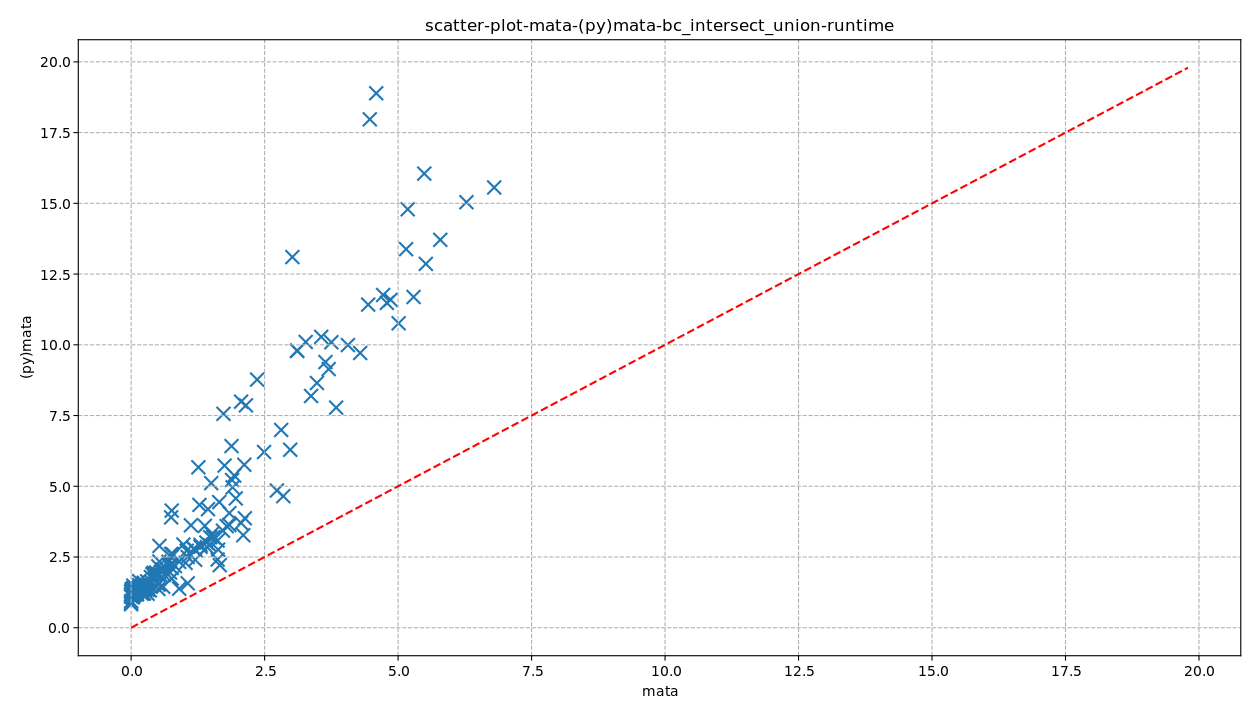 scatter-plot-mata-(py)mata-bc_intersect_union-runtime
20.0
17.5
15.0
12.5
10.0
7.5
5.0
2.5
0.0
(py)mata
0.0 2.5 5.0 7.5 10.0 12.5 15.0 17.5 20.0
mata